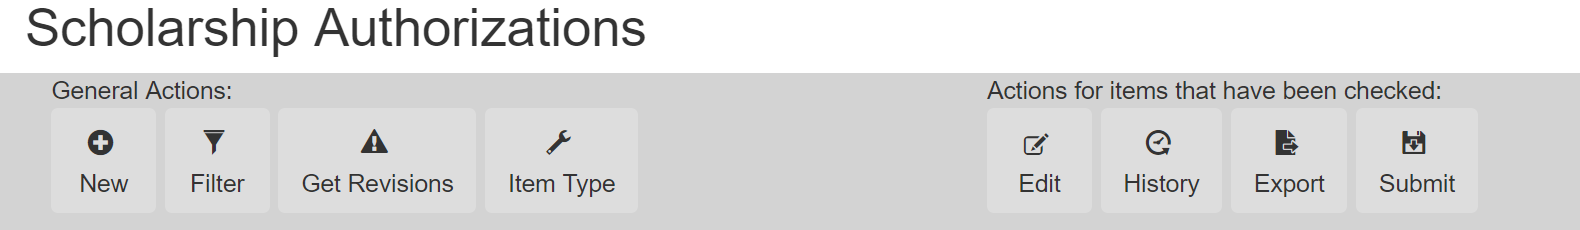 Scholarship Authorizations
General Actions:
New Filter Get Revisions Item Type
Actions for items that have been checked:
Edit History Export Submit